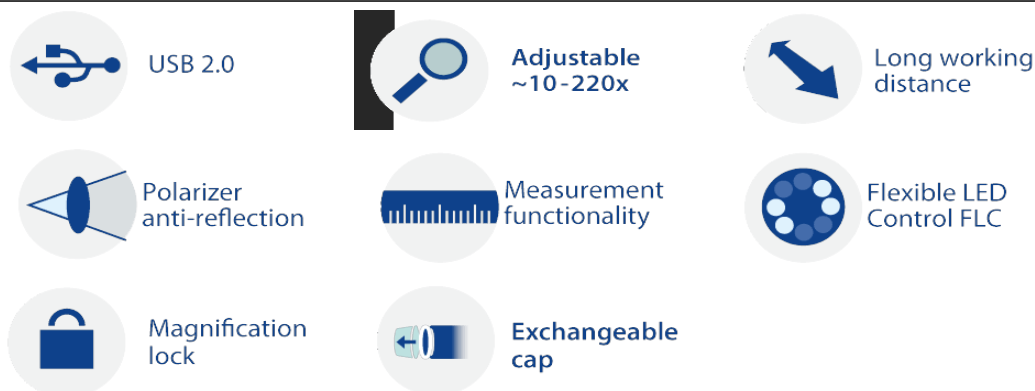 USB 2.0
Adjustable
~10-220x
Long working
distance
Polarizer
anti-reflection
Measurement
functionality
Flexible LED
Control FLC
Magnification
lock
Exchangeable
cap